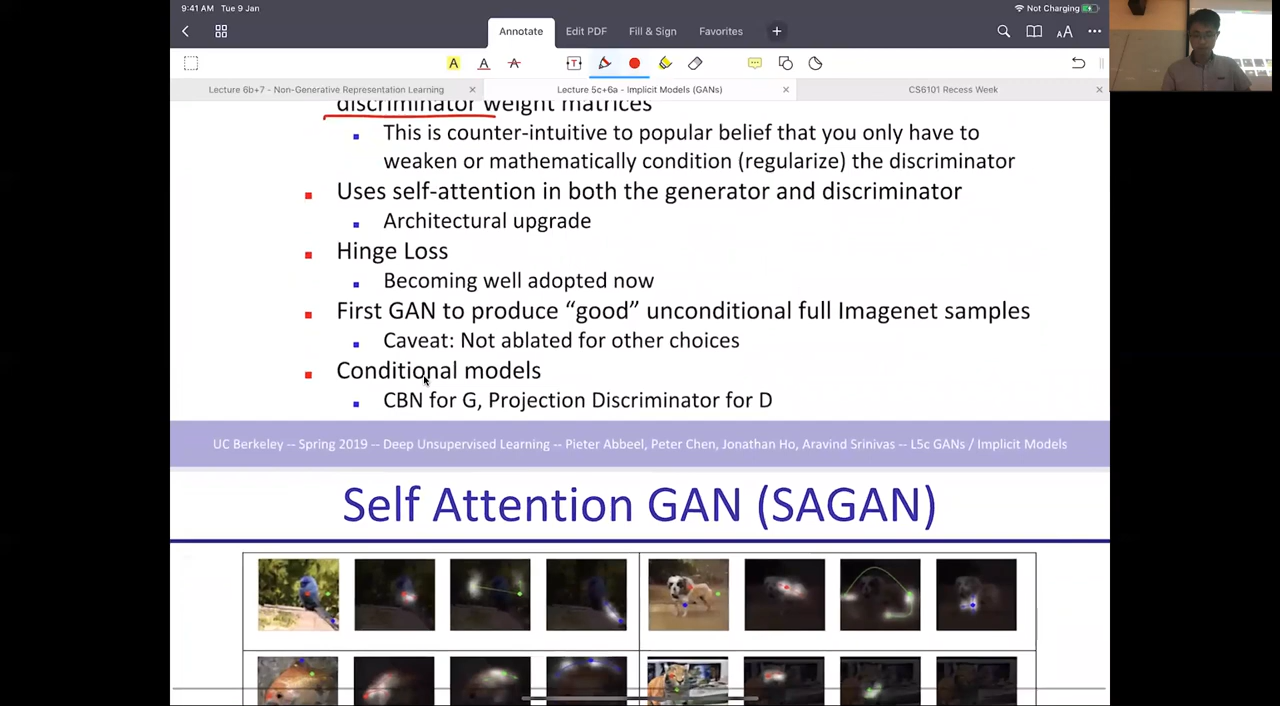 9:41 AM Tue 9 Jan
Not Charging
Annotate
Edit PDF
Fill & Sign
Favorites
Lecture 6b+7 - Non-Generative Representation Learning
Lecture 5c+6a - Implicit Models (GANs)
CS6101 Recess Week
discriminator weight matrices
This is counter-intuitive to popular belief that you only have to
weaken or mathematically condition (regularize) the discriminator
Uses self-attention in both the generator and discriminator
Architectural upgrade
Hinge Loss
Becoming well adopted now
First GAN to produce “good” unconditional full Imagenet samples
Caveat: Not ablated for other choices
Conditional models
CBN for G, Projection Discriminator for D
UC Berkeley -- Spring 2019 -- Deep Unsupervised Learning -- Pieter Abbeel, Peter Chen, Jonathan Ho, Aravind Srinivas -- L5c GANs / Implicit Models
Self Attention GAN (SAGAN)